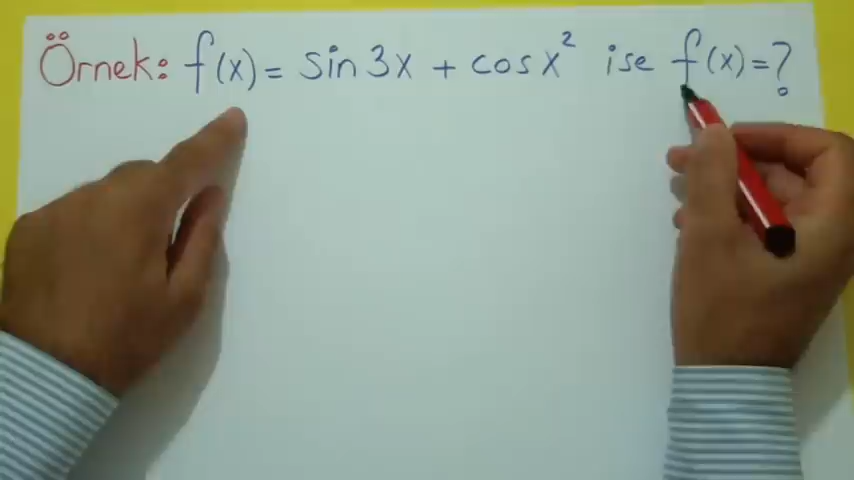 Örnek: f(x) = sin 3x + cos x² ise f(x) = ?